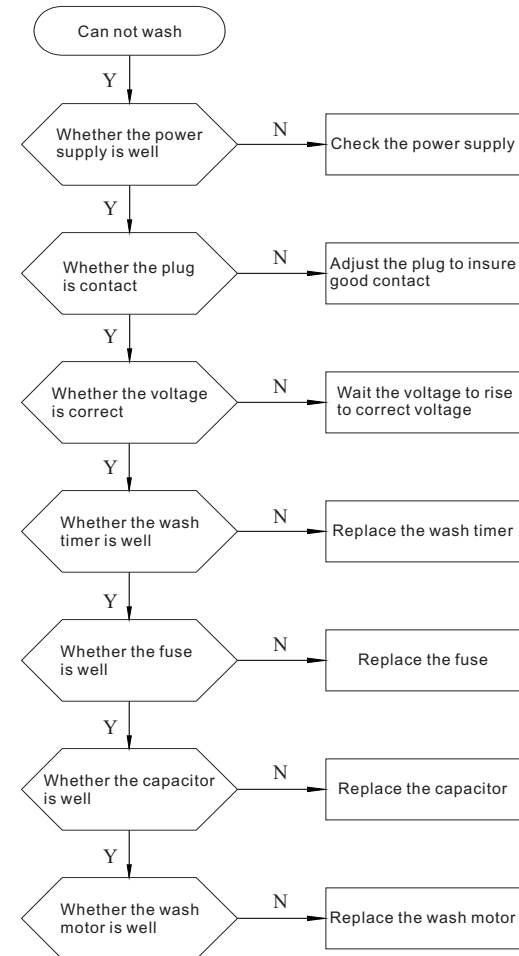 Can not wash
Y
Whether the power
supply is well
N
Check the power supply
Y
Whether the plug
is contact
N
Adjust the plug to insure
good contact
Y
Whether the voltage
is correct
N
Wait the voltage to rise
to correct voltage
Y
Whether the wash
timer is well
N
Replace the wash timer
Y
Whether the fuse
is well
N
Replace the fuse
Y
Whether the capacitor
is well
N
Replace the capacitor
Y
Whether the wash
motor is well
N
Replace the wash motor